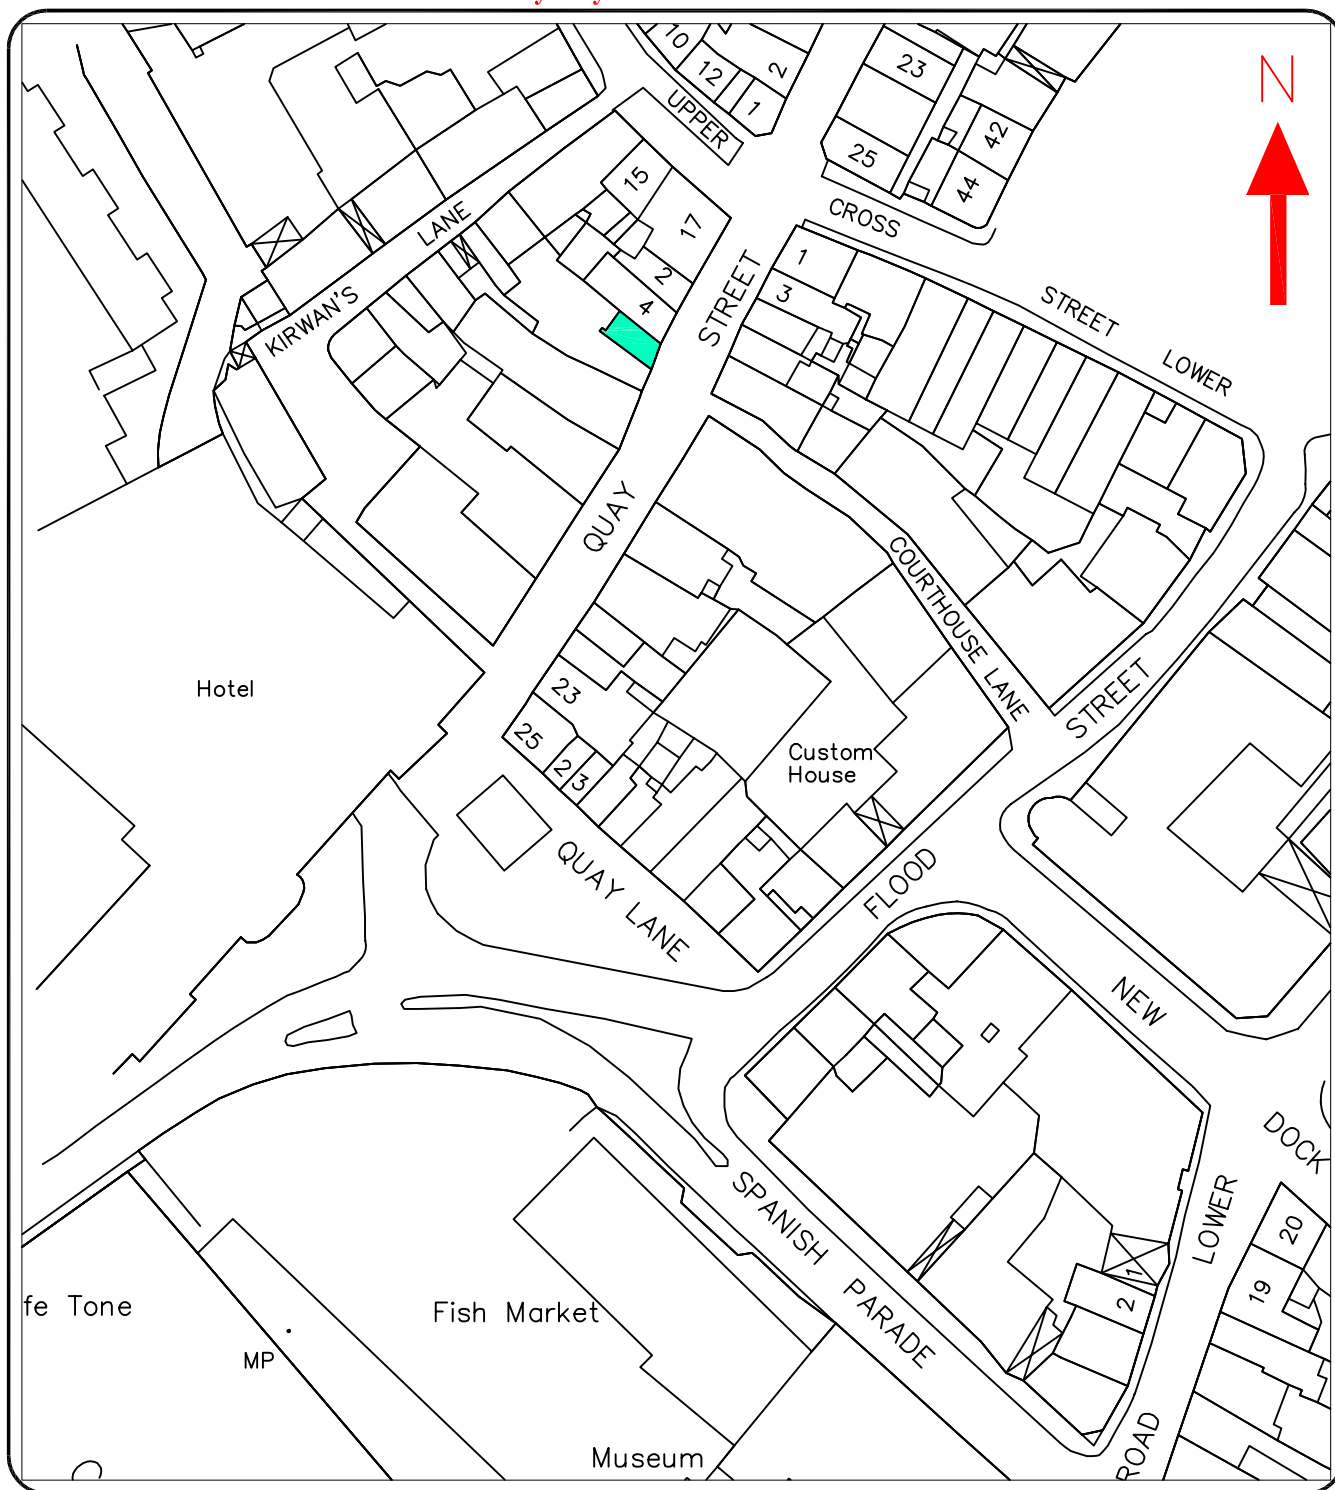 10
12
2
1
UPPER
23
42
25
44
N
15
17
2
4
LANE
KIRWAN'S
CROSS
STREET
1
3
STREET
LOWER
QUAY
COURTHOUSE LANE
Hotel
23
25
2
3
Custom
House
STREET
QUAY LANE
FLOOD
NEW
DOCK
SPANISH PARADE
LOWER
20
19
1
2
fe Tone
Fish Market
MP
Museum
ROAD